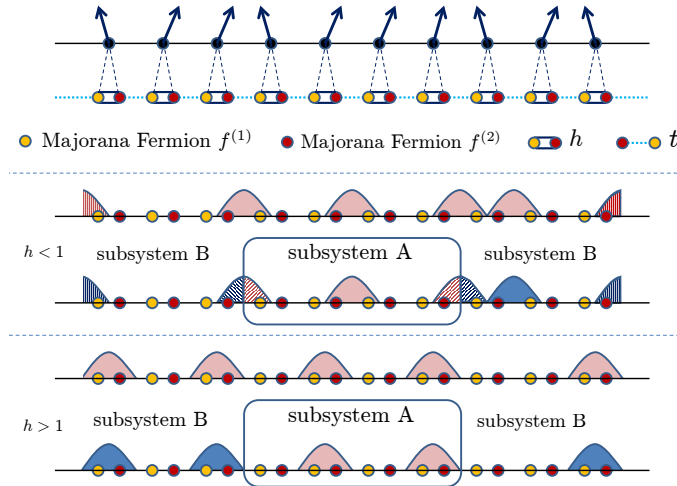 Majorana Fermion f^{(1)} Majorana Fermion f^{(2)} h t
h < 1 subsystem B subsystem A subsystem B
h > 1 subsystem B subsystem A subsystem B